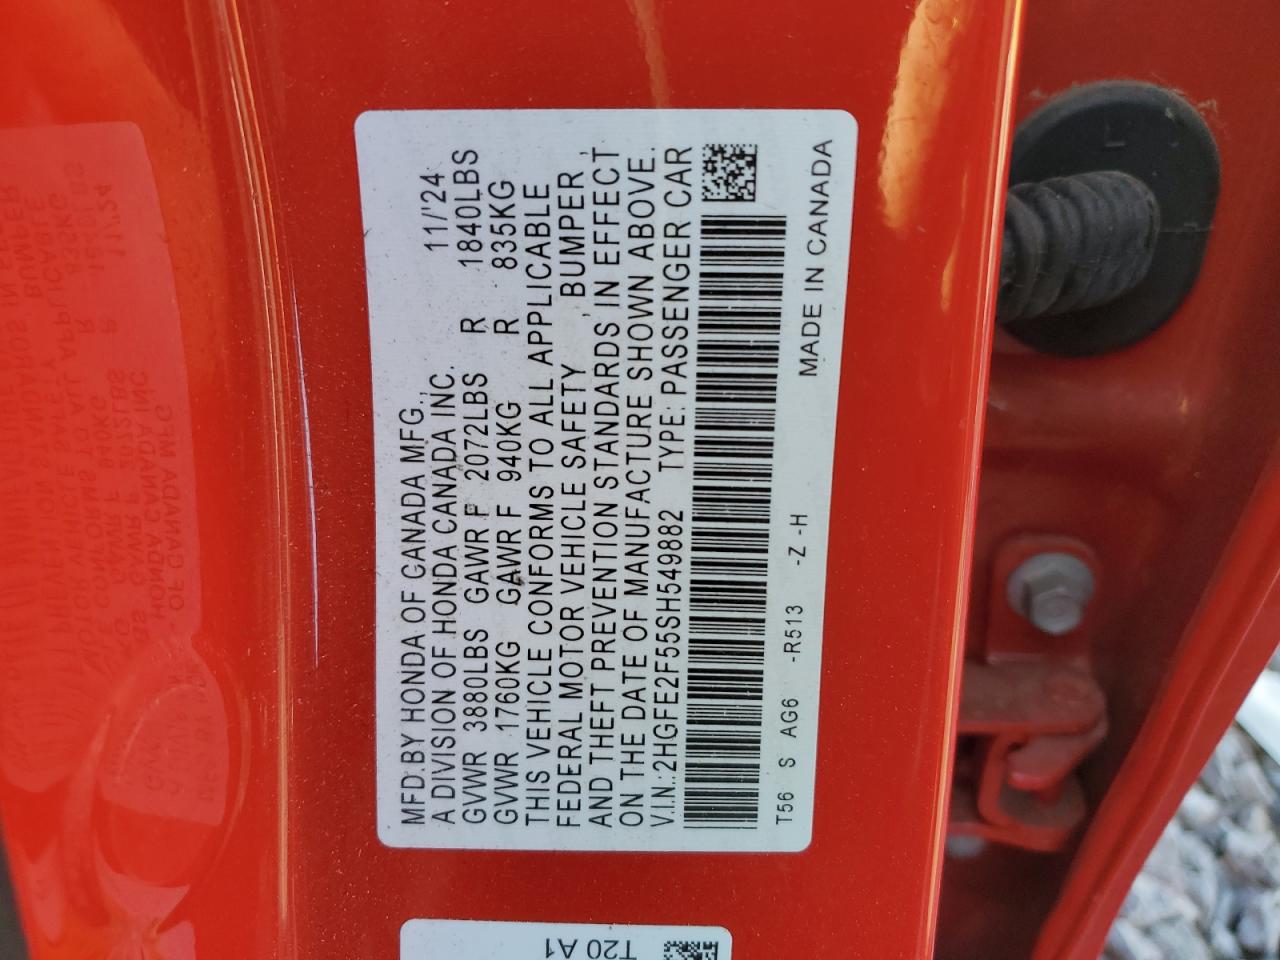 MFD.BY HONDA OF CANADA MFG., 11/'24
A DIVISION OF HONDA CANADA INC.
GVWR 3880LBS GAWR F 2072LBS R 1840LBS
GVWR 1760KG GAWR F 940KG R 835KG
THIS VEHICLE CONFORMS TO ALL APPLICABLE
FEDERAL MOTOR VEHICLE SAFETY , BUMPER ,
AND THEFT PREVENTION STANDARDS IN EFFECT
ON THE DATE OF MANUFACTURE SHOWN ABOVE.
V.I.N.:2HGFE2F55SH549882 TYPE: PASSENGER CAR
T56 S AG6 -R513 -Z -H MADE IN CANADA
T20 A1
L